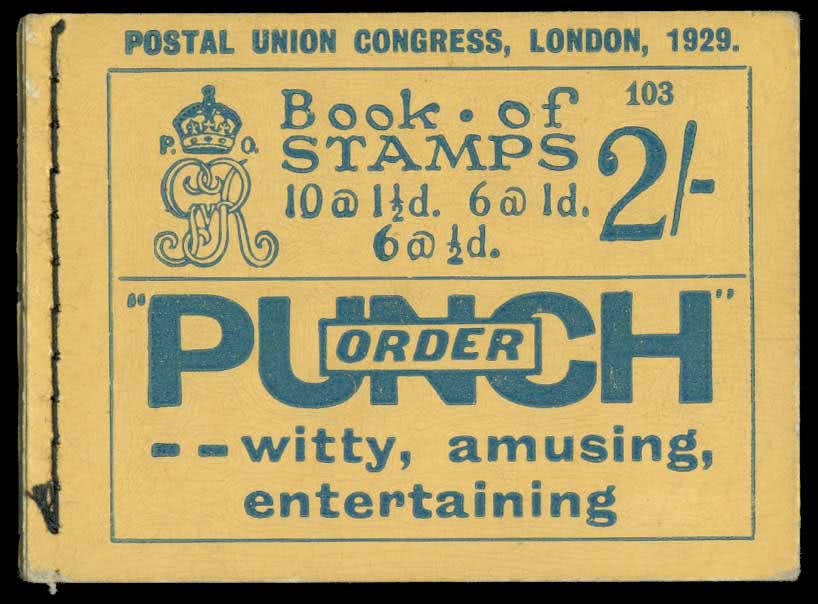 POSTAL UNION CONGRESS, LONDON, 1929.
103
Book · of
STAMPS
2/-
P. O.
GRV
10 @ 1½d. 6 @ 1d.
6 @ ½d.
"PUNCH"
ORDER
--witty, amusing,
entertaining